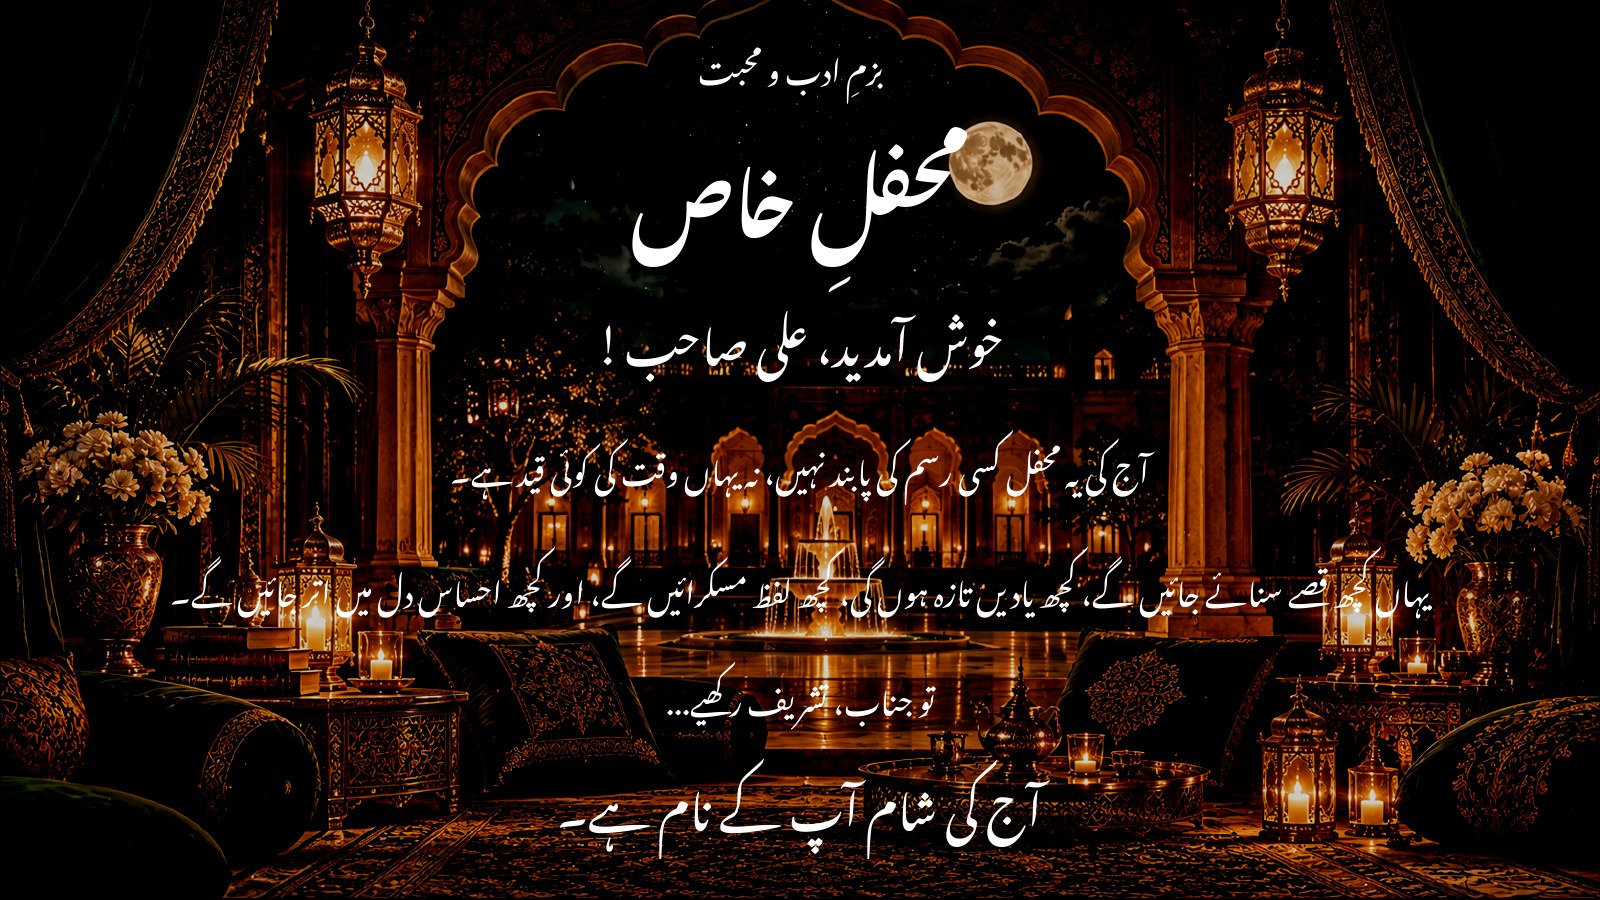 بزمِ ادب و محبت
محفلِ خاص
خوش آمدید، علی صاحب !
آج کی یہ محفل کسی رسم کی پابند نہیں، نہ یہاں وقت کی کوئی قید ہے۔
یہاں کچھ قصے سنائے جائیں گے، کچھ یادیں تازہ ہوں گی، کچھ لفظ مسکرائیں گے، اور کچھ احساس دل میں اتر جائیں گے۔
تو جناب، تشریف رکھیے...
آج کی شام آپ کے نام ہے۔